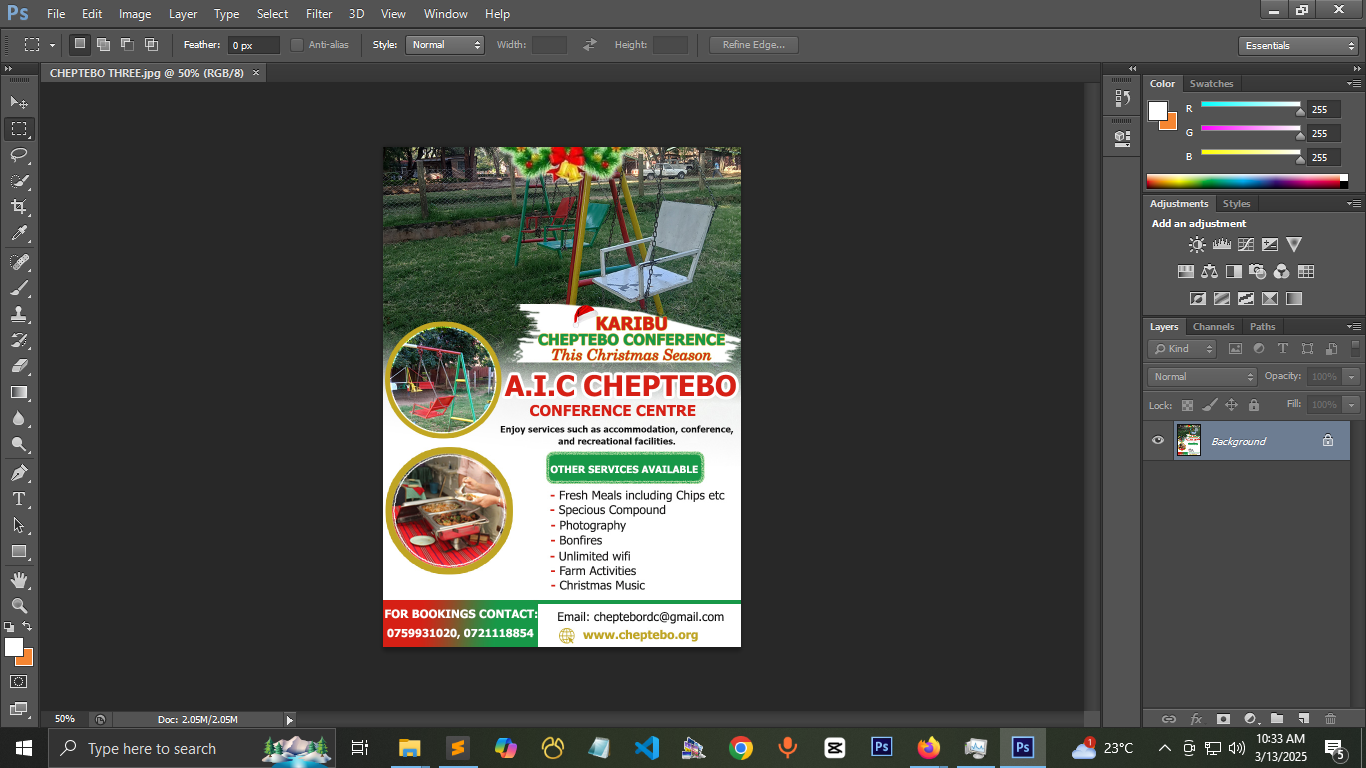 Ps File Edit Image Layer Type Select Filter 3D View Window Help
Feather: 0 px Anti-alias Style: Normal Width: Height: Refine Edge... Essentials
CHEPTEBO THREE.jpg @ 50% (RGB/8) ×
Color Swatches
R 255
G 255
B 255
Adjustments Styles
Add an adjustment
Layers Channels Paths
Kind
Normal Opacity: 100%
Lock: Fill: 100%
Background
KARIBU
CHEPTEBO CONFERENCE
This Christmas Season
A.I.C CHEPTEBO
CONFERENCE CENTRE
Enjoy services such as accommodation, conference,
and recreational facilities.
OTHER SERVICES AVAILABLE
- Fresh Meals including Chips etc
- Specious Compound
- Photography
- Bonfires
- Unlimited wifi
- Farm Activities
- Christmas Music
FOR BOOKINGS CONTACT:
0759931020, 0721118854
Email: cheptebordc@gmail.com
www.cheptebo.org
50% Doc: 2.05M/2.05M
fx
Type here to search
Ps
Ps
1
23°C
10:33 AM
3/13/2025
5